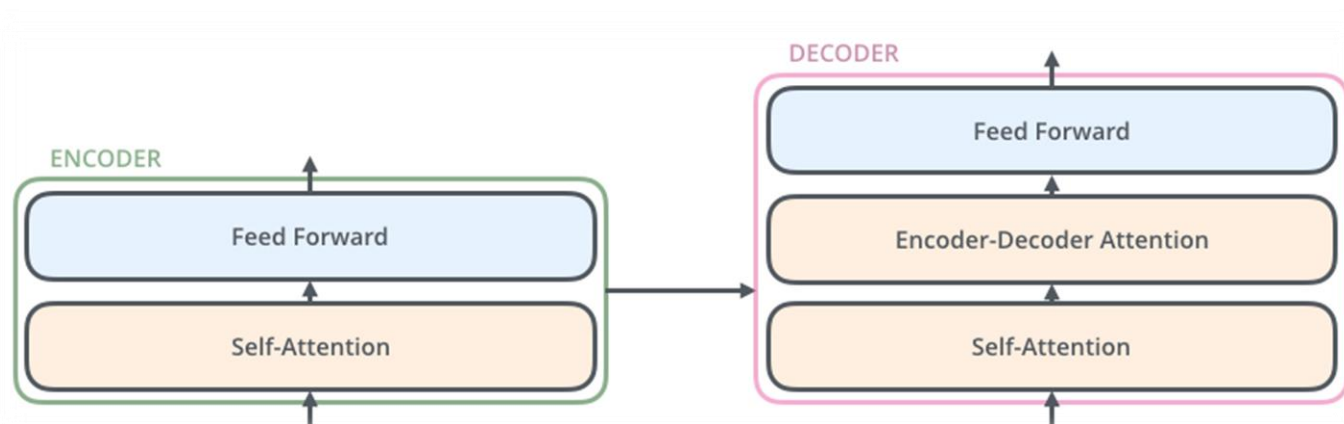 ENCODER
Feed Forward
Self-Attention
DECODER
Feed Forward
Encoder-Decoder Attention
Self-Attention